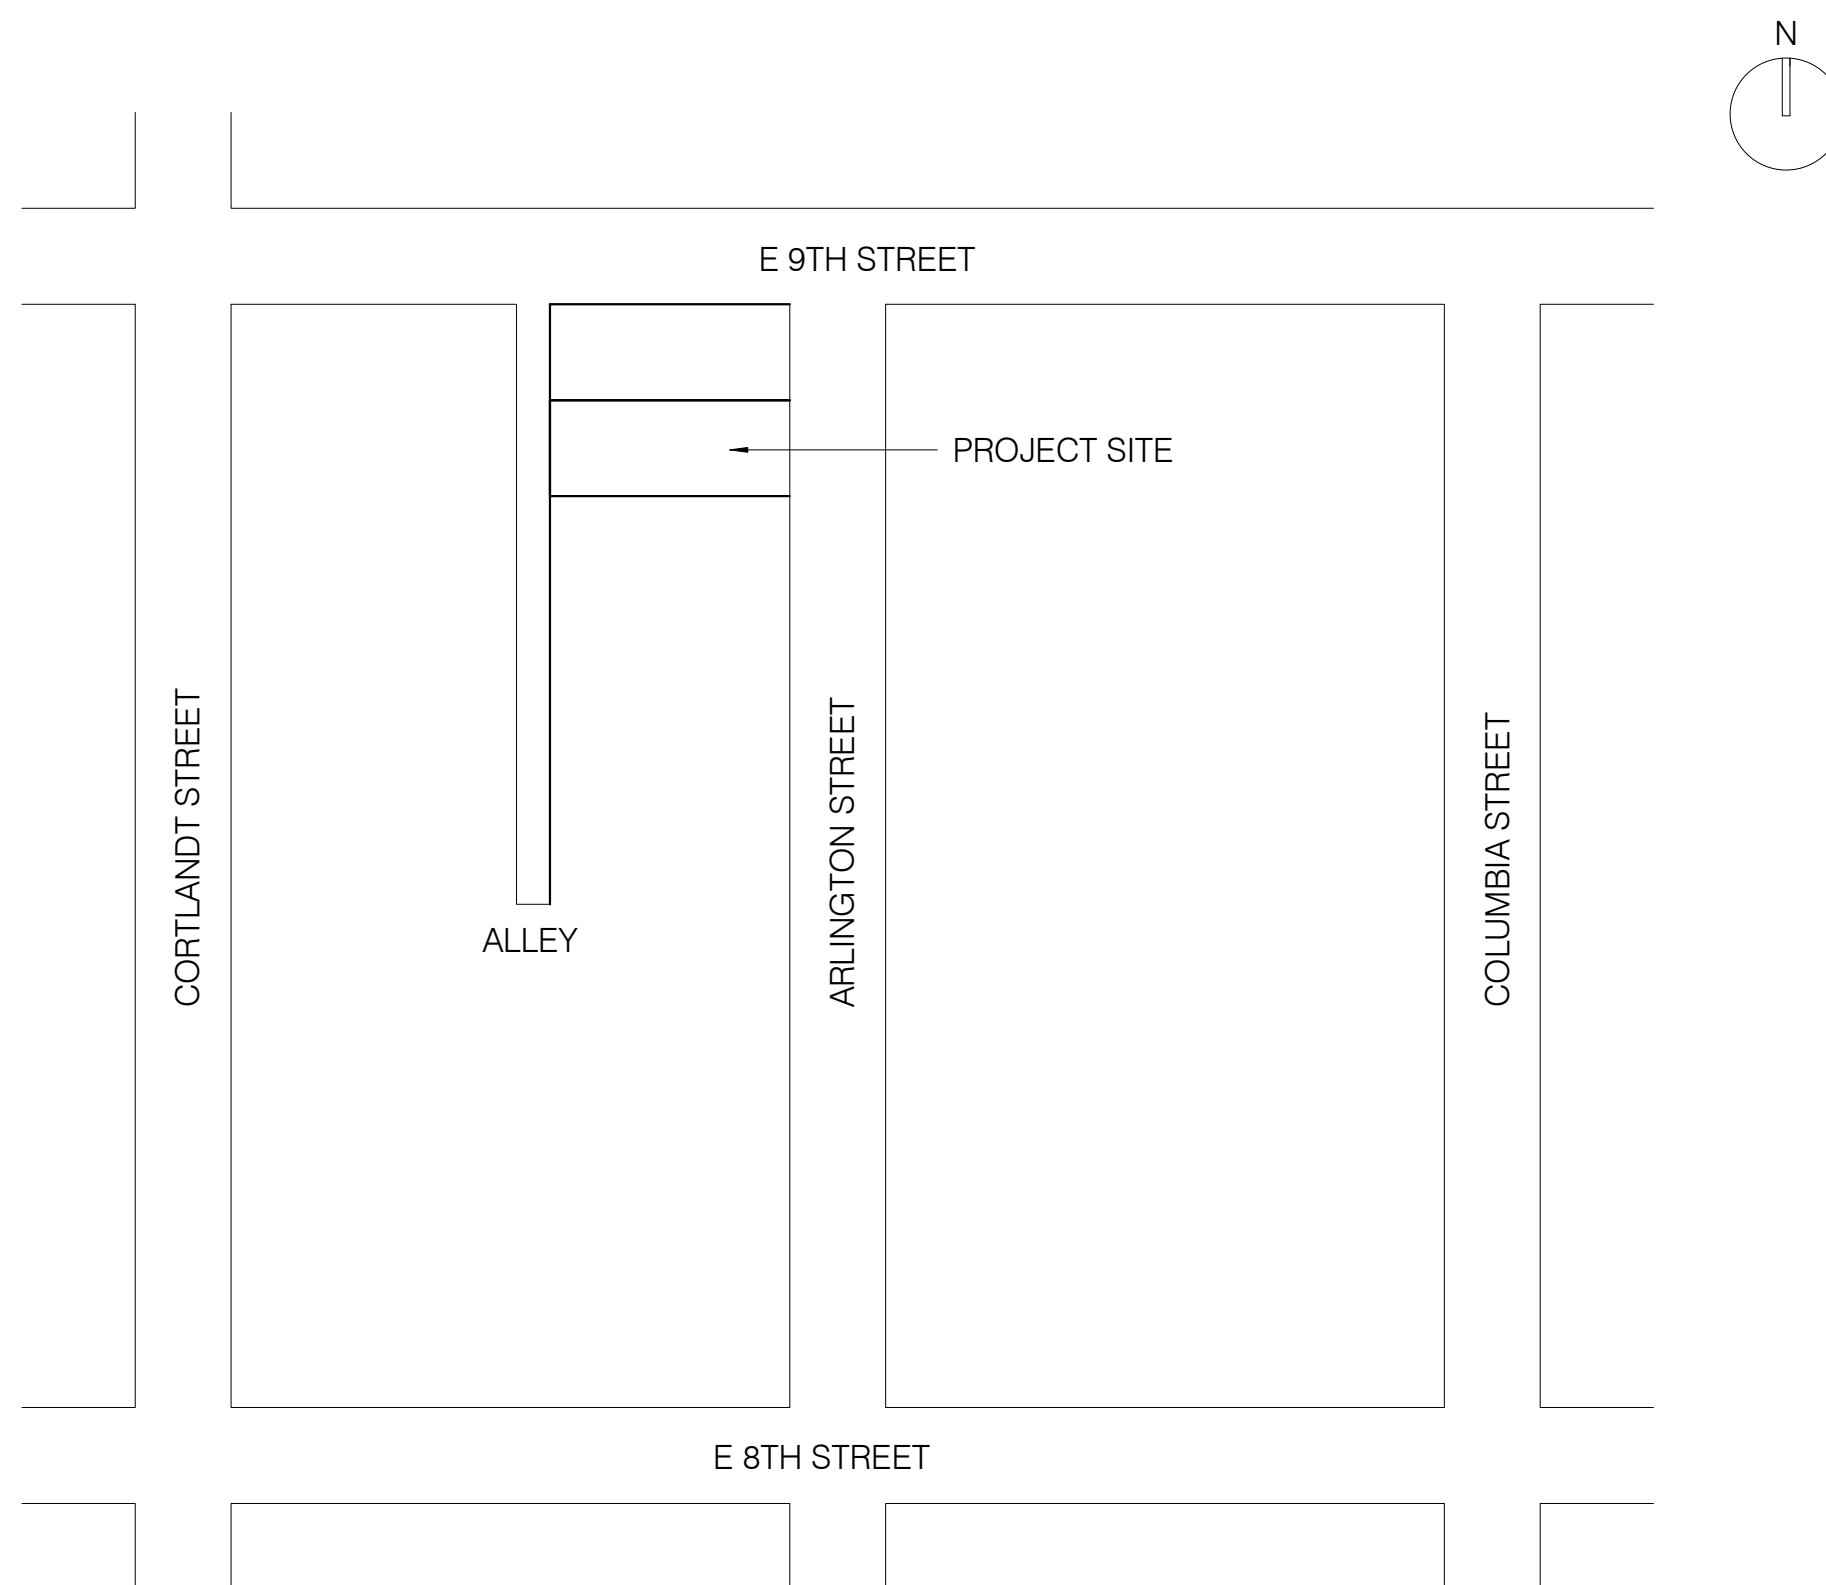 N
E 9TH STREET
PROJECT SITE
CORTLANDT STREET
ARLINGTON STREET
COLUMBIA STREET
ALLEY
E 8TH STREET